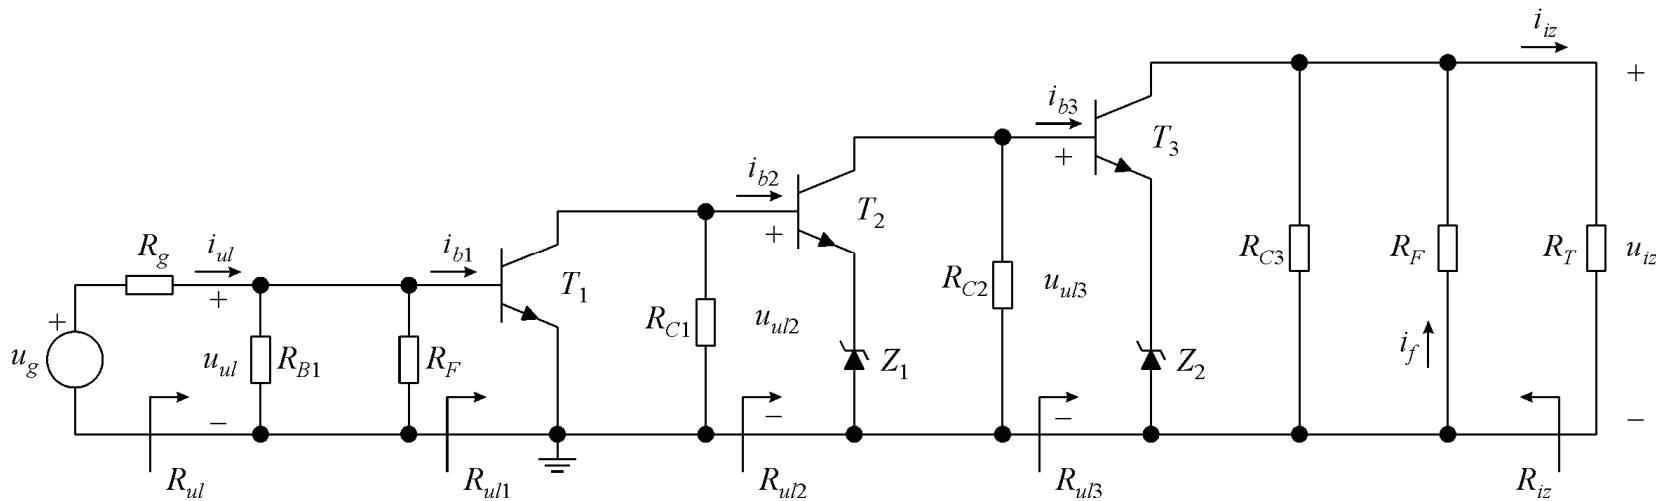 i_iz
+
i_b3
T_3
+
i_b2
T_2
+
R_g
i_ul
i_b1
T_1
R_C3
R_F
R_T
u_iz
R_C2
u_ul3
+
+
R_C1
u_ul2
u_g
u_ul
R_B1
R_F
Z_1
Z_2
i_f
−
−
−
−
R_ul
R_ul1
R_ul2
R_ul3
R_iz